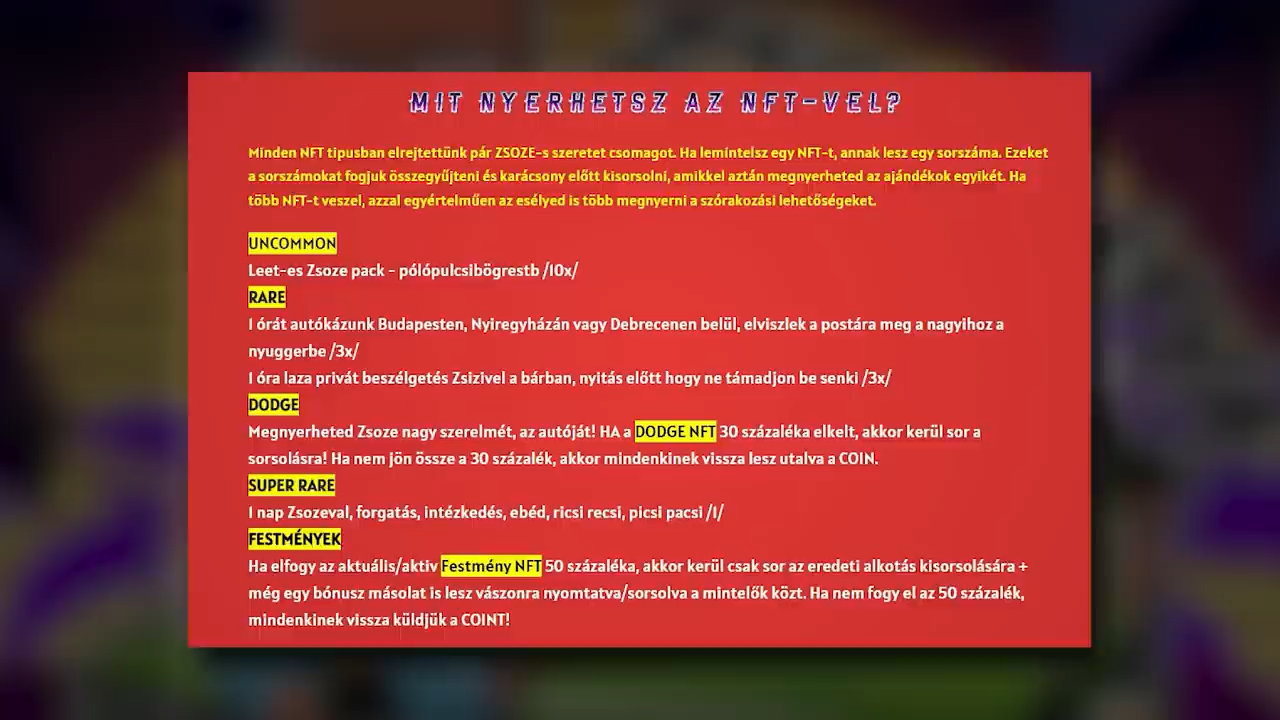 MIT NYERHETSZ AZ NFT-VEL?
Minden NFT tipusban elrejtettünk pár ZSOZE-s szeretet csomagot. Ha lemintelsz egy NFT-t, annak lesz egy sorszáma. Ezeket
a sorszámokat fogjuk összegyűjteni és karácsony előtt kisorsolni, amikkel aztán megnyerheted az ajándékok egyikét. Ha
több NFT-t veszel, azzal egyértelműen az esélyed is több megnyerni a szórakozási lehetőségeket.
UNCOMMON
Leet-es Zsoze pack - pólópulcsibögrestb /10x/
RARE
1 órát autókázunk Budapesten, Nyiregyházán vagy Debrecenen belül, elviszlek a postára meg a nagyihoz a
nyuggerbe /3x/
1 óra laza privát beszélgetés Zsizivel a bárban, nyitás előtt hogy ne támadjon be senki /3x/
DODGE
Megnyerheted Zsoze nagy szerelmét, az autóját! HA a DODGE NFT 30 százaléka elkelt, akkor kerül sor a
sorsolásra! Ha nem jön össze a 30 százalék, akkor mindenkinek vissza lesz utalva a COIN.
SUPER RARE
1 nap Zsozeval, forgatás, intézkedés, ebéd, ricsi recsi, picsi pacsi /1/
FESTMÉNYEK
Ha elfogy az aktuális/aktiv Festmény NFT 50 százaléka, akkor kerül csak sor az eredeti alkotás kisorsolására +
még egy bónusz másolat is lesz vászonra nyomtatva/sorsolva a mintelők közt. Ha nem fogy el az 50 százalék,
mindenkinek vissza küldjük a COINT!